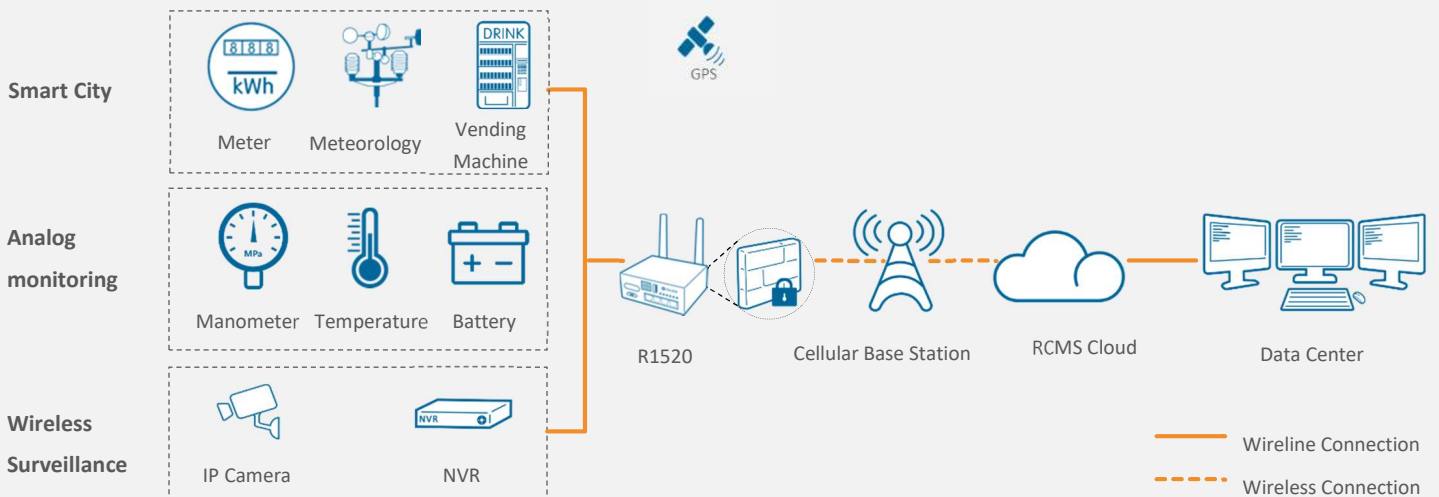 DRINK
GPS
888
kWh
Smart City
Meter
Meteorology
Vending
Machine
Analog
monitoring
MPa
Manometer
Temperature
Battery
R1520
Cellular Base Station
RCMS Cloud
Data Center
Wireless
Surveillance
NVR
IP Camera
NVR
Wireline Connection
Wireless Connection